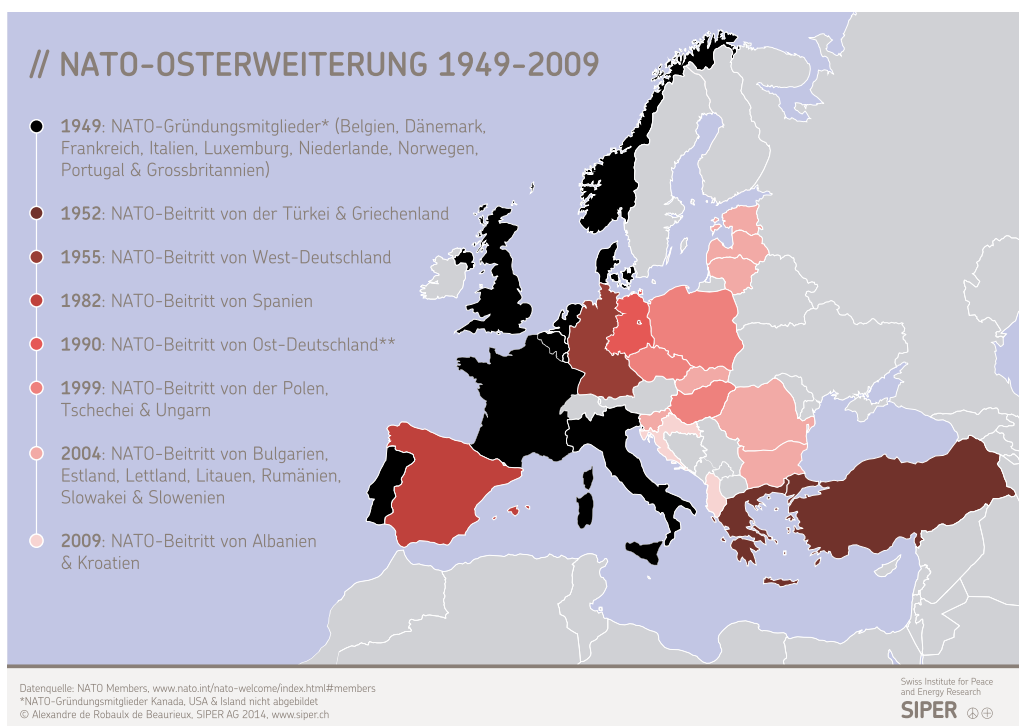 // NATO-OSTERWEITERUNG 1949-2009
1949: NATO-Gründungsmitglieder* (Belgien, Dänemark,
Frankreich, Italien, Luxemburg, Niederlande, Norwegen,
Portugal & Grossbritannien)
1952: NATO-Beitritt von der Türkei & Griechenland
1955: NATO-Beitritt von West-Deutschland
1982: NATO-Beitritt von Spanien
1990: NATO-Beitritt von Ost-Deutschland**
1999: NATO-Beitritt von der Polen,
Tschechei & Ungarn
2004: NATO-Beitritt von Bulgarien,
Estland, Lettland, Litauen, Rumänien,
Slowakei & Slowenien
2009: NATO-Beitritt von Albanien
& Kroatien
Datenquelle: NATO Members, www.nato.int/nato-welcome/index.html#members
*NATO-Gründungsmitglieder Kanada, USA & Island nicht abgebildet
© Alexandre de Robaulx de Beaurieux, SIPER AG 2014, www.siper.ch
Swiss Institute for Peace
and Energy Research
SIPER